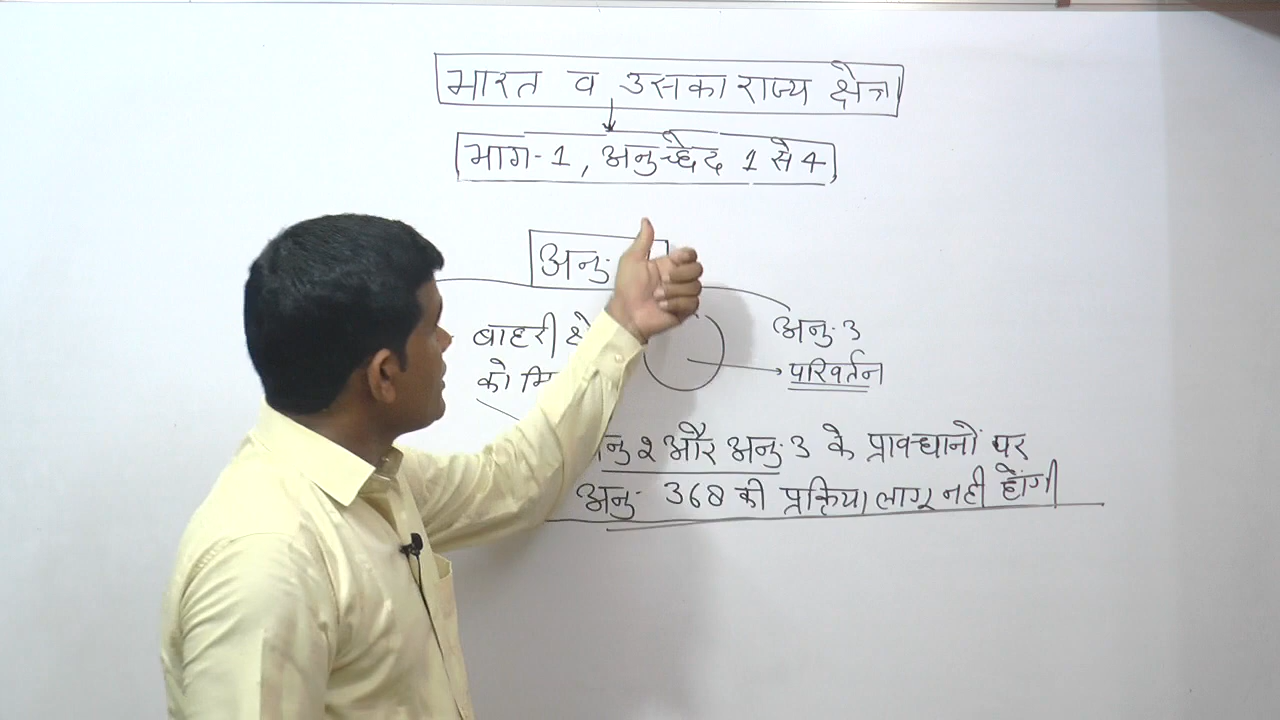 भारत व उसका राज्य क्षेत्र
भाग-1, अनुच्छेद 1 से 4
अनु.
बाहरी
को
अनु. 3
परिवर्तन
2 और अनु. 3 के प्रावधानों पर
अनु. 368 की प्रक्रिया लागू नही होंगी